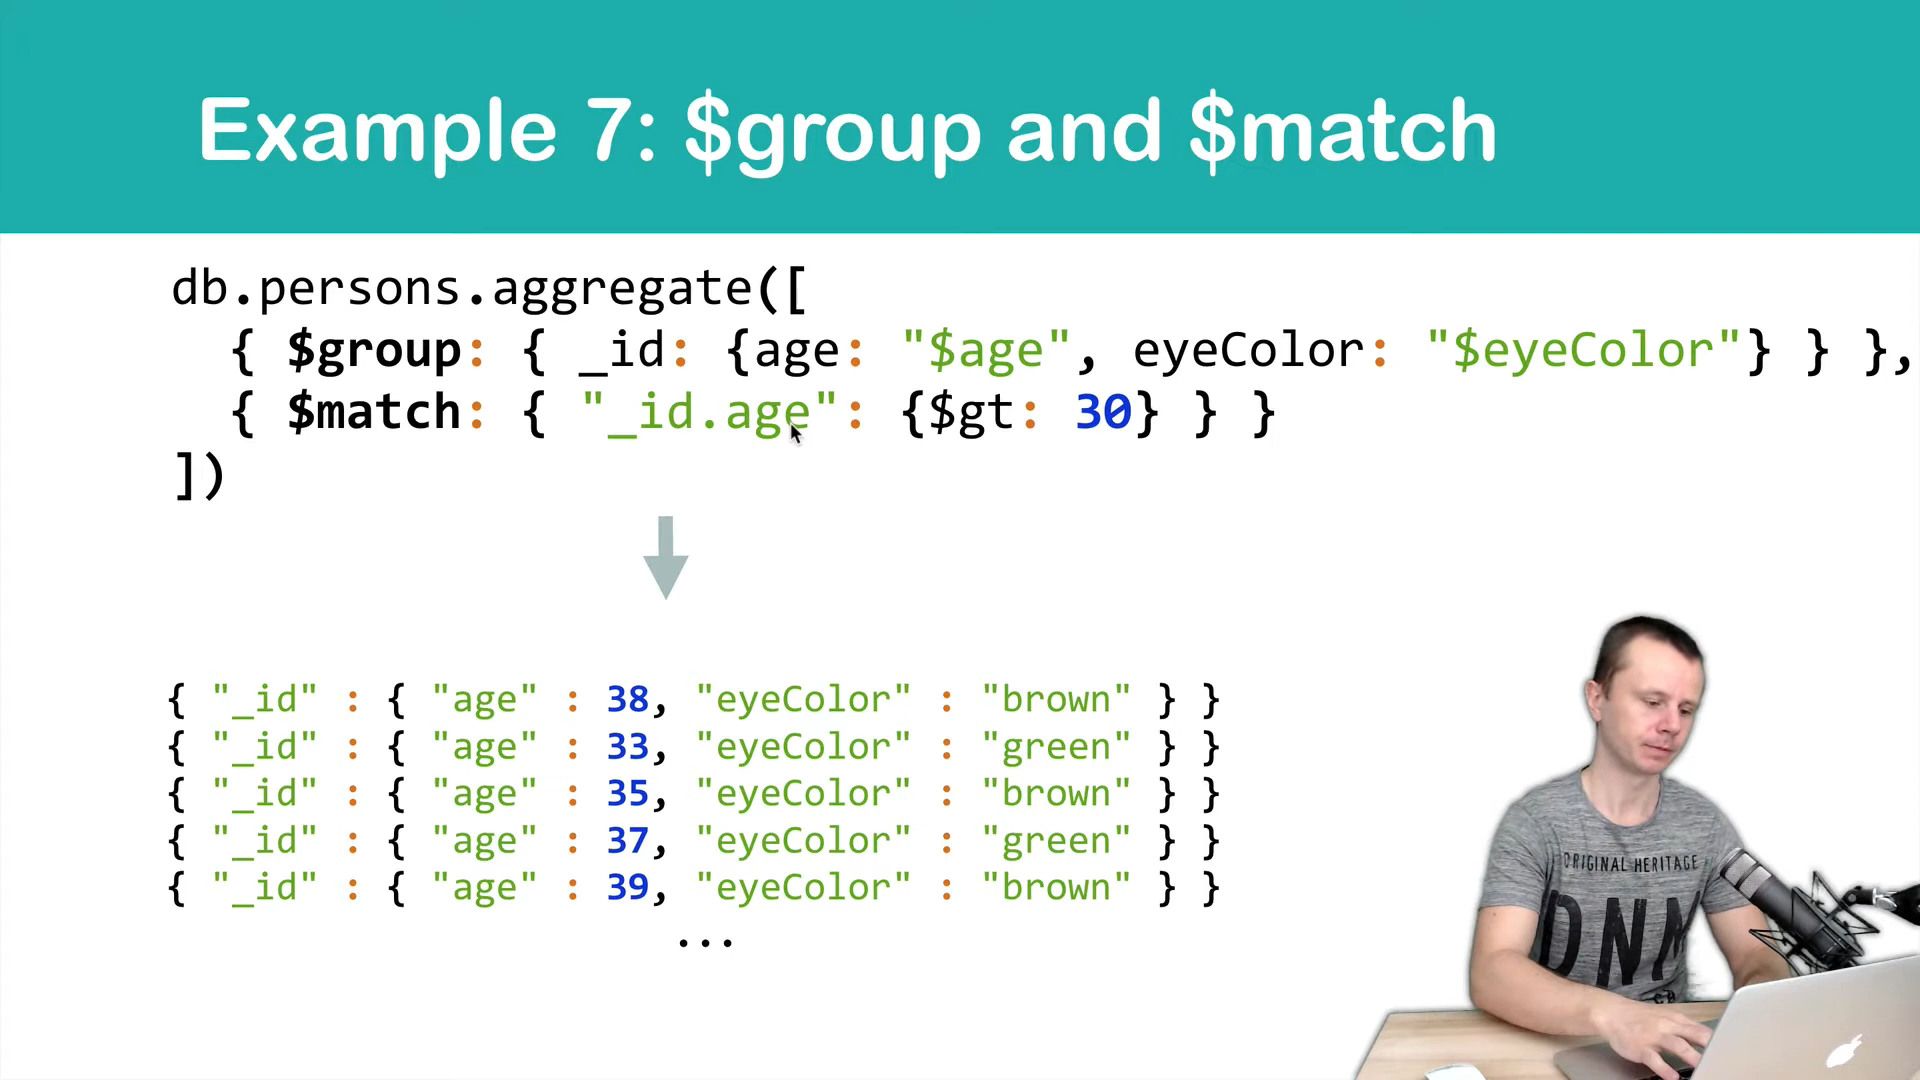 Example 7: $group and $match
db.persons.aggregate([
{ $group: { _id: {age: "$age", eyeColor: "$eyeColor"} } },
{ $match: { "_id.age": {$gt: 30} } }
])
{ "_id" : { "age" : 38, "eyeColor" : "brown" } }
{ "_id" : { "age" : 33, "eyeColor" : "green" } }
{ "_id" : { "age" : 35, "eyeColor" : "brown" } }
{ "_id" : { "age" : 37, "eyeColor" : "green" } }
{ "_id" : { "age" : 39, "eyeColor" : "brown" } }
...
ORIGINAL HERITAGE
DNM